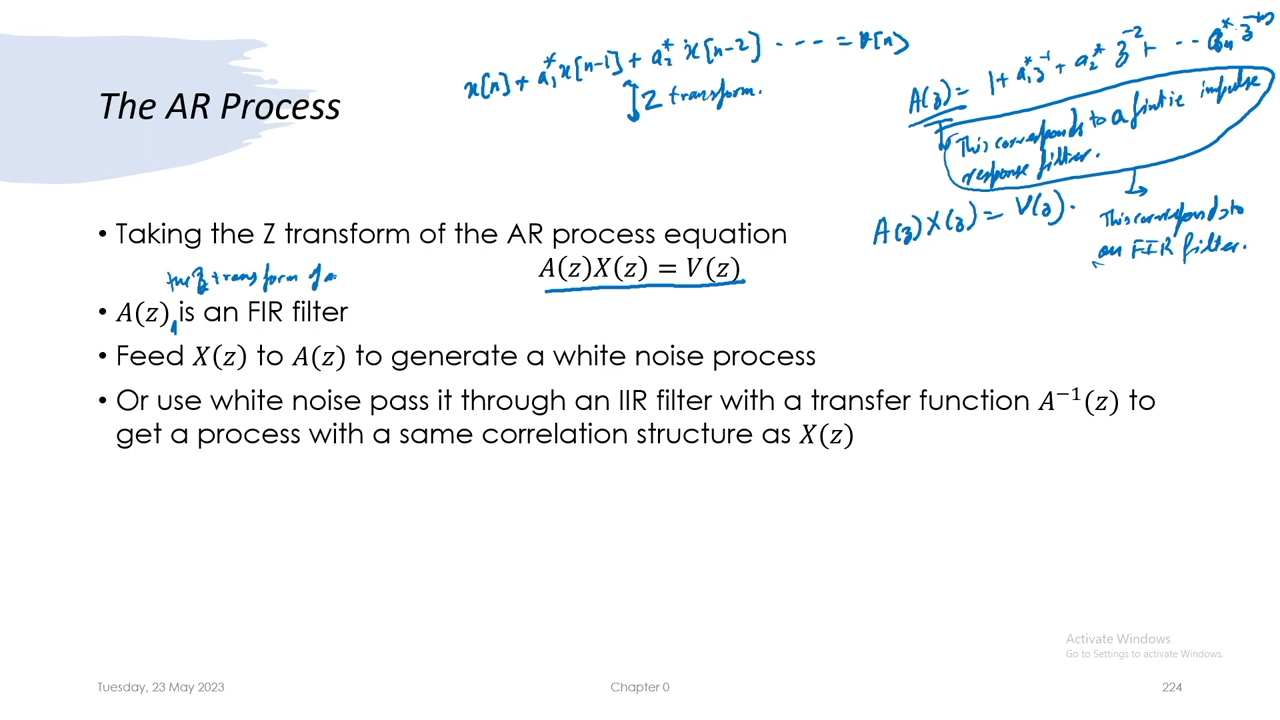 x[n] + a₁* x[n-1] + a₂* x[n-2] ---- = v[n]
Z transform.
A(z) = 1 + a₁* z⁻¹ + a₂* z⁻² + --
This corresponds to a fintie impulse
response filter.
A(z)X(z) = V(z).
This corresponds to
an FIR filter.
The AR Process
• Taking the Z transform of the AR process equation
A(z)X(z) = V(z)
the z transform of a
• A(z) is an FIR filter
• Feed X(z) to A(z) to generate a white noise process
• Or use white noise pass it through an IIR filter with a transfer function A⁻¹(z) to
get a process with a same correlation structure as X(z)
Activate Windows
Go to Settings to activate Windows.
Tuesday, 23 May 2023
Chapter 0
224